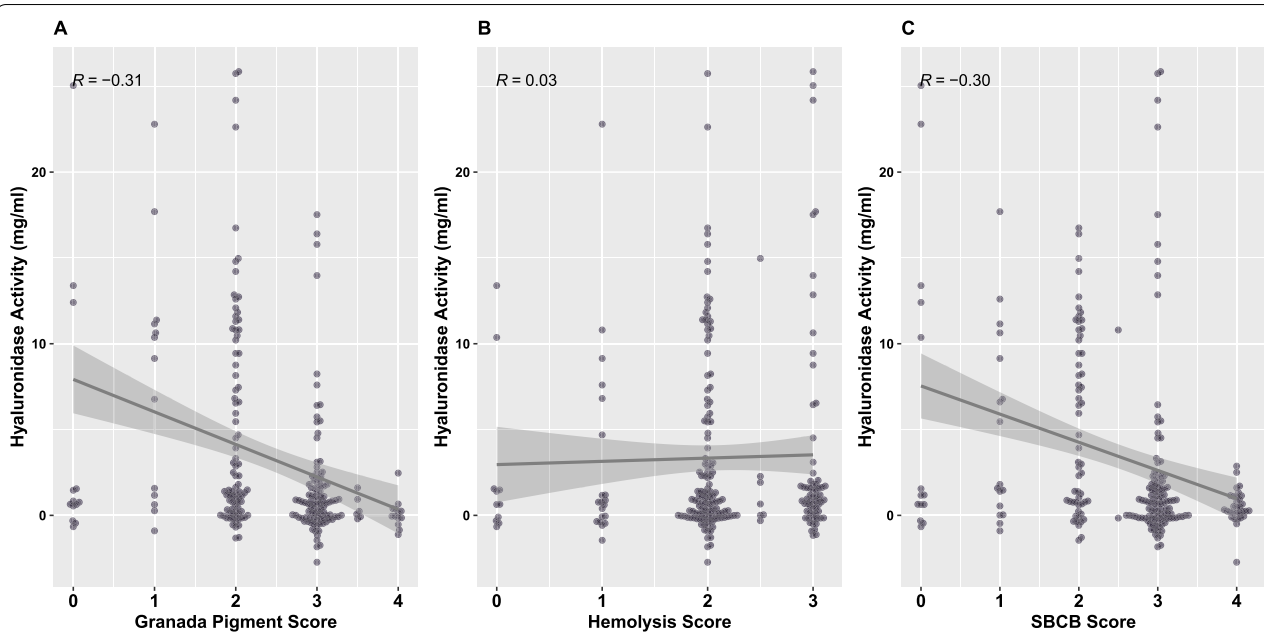 A
R = −0.31
Hyaluronidase Activity (mg/ml)
20
10
0
0 1 2 3 4
Granada Pigment Score
B
R = 0.03
Hyaluronidase Activity (mg/ml)
20
10
0
0 1 2 3
Hemolysis Score
C
R = −0.30
Hyaluronidase Activity (mg/ml)
20
10
0
0 1 2 3 4
SBCB Score